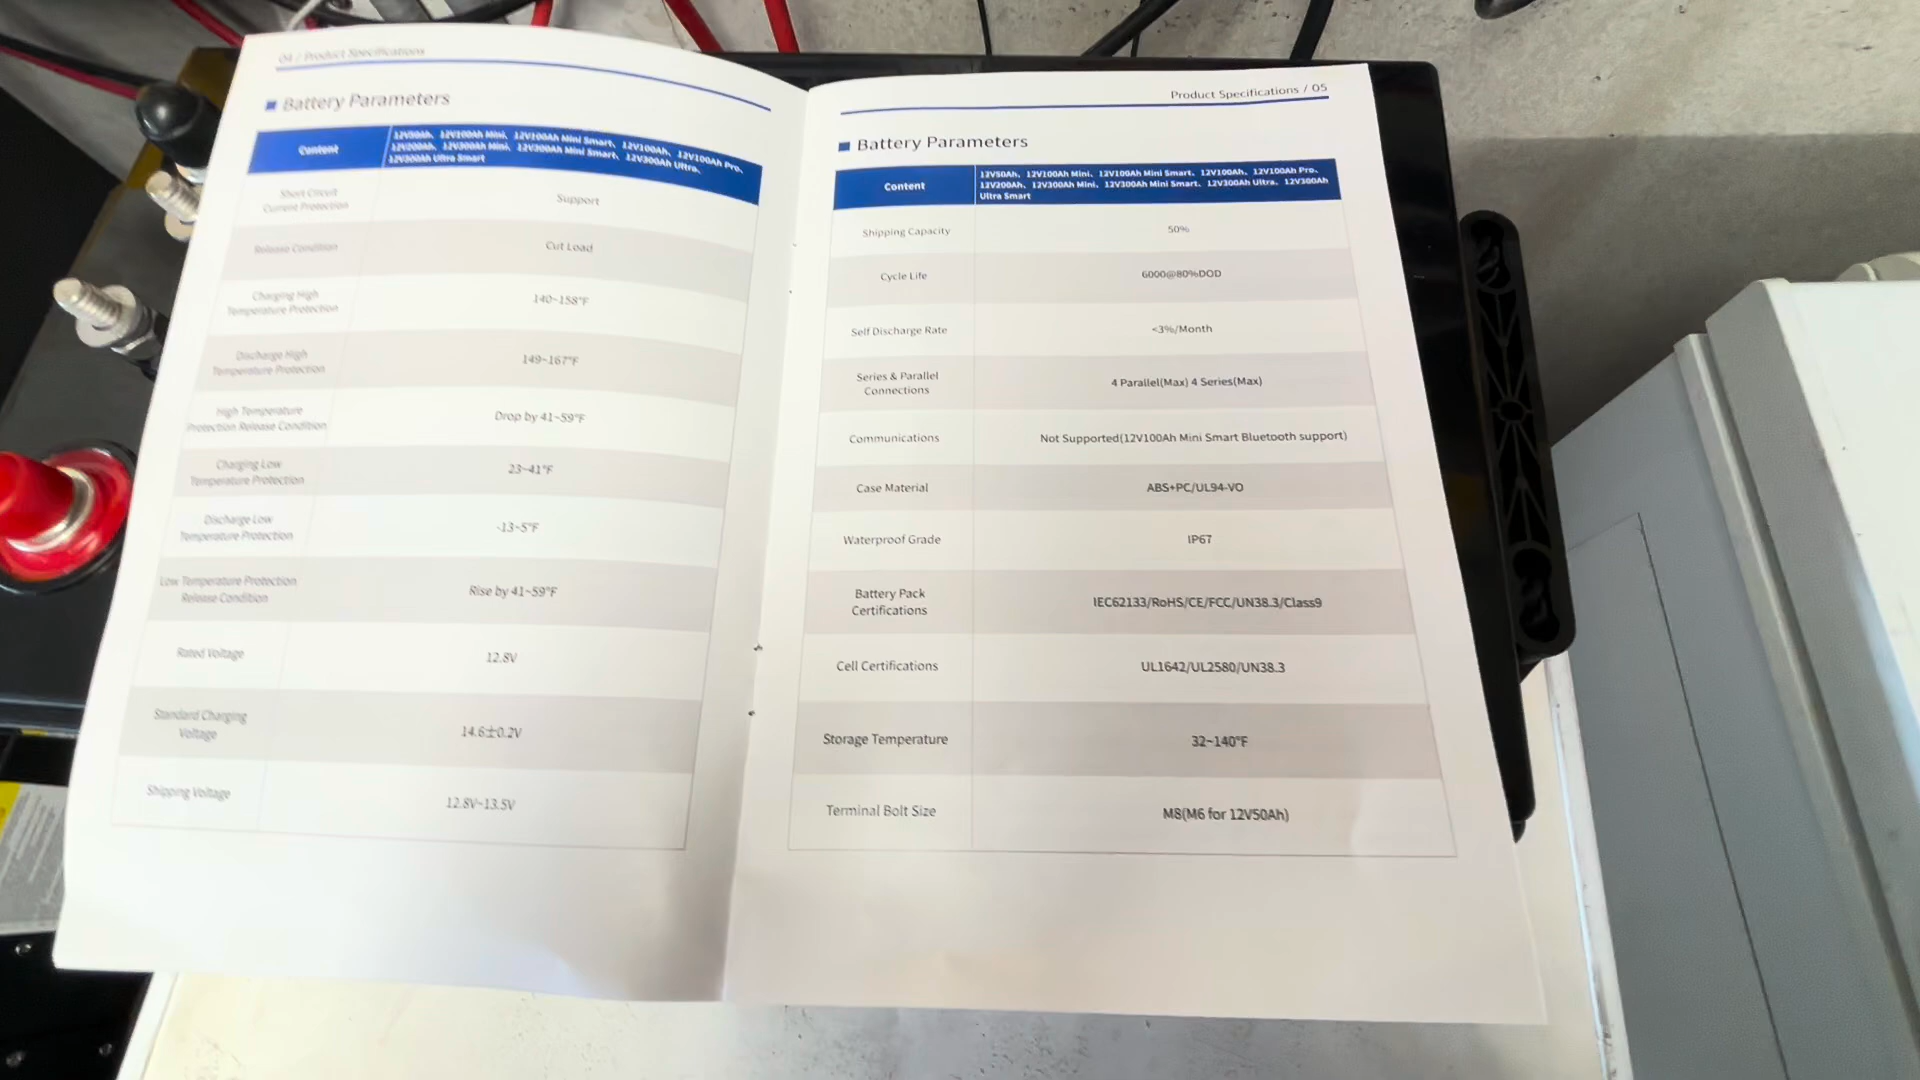 04 / Product Specifications
Battery Parameters
Content
12V50Ah、12V100Ah Mini、12V100Ah Mini Smart、12V100Ah、12V100Ah Pro、
12V200Ah、12V300Ah Mini、12V300Ah Mini Smart、12V300Ah Ultra、
12V300Ah Ultra Smart
Short Circuit
Current Protection
Support
Release Condition
Cut Load
Charging High
Temperature Protection
140~158°F
Discharge High
Temperature Protection
149~167°F
High Temperature
Protection Release Condition
Drop by 41~59°F
Charging Low
Temperature Protection
23~41°F
Discharge Low
Temperature Protection
-13~5°F
Low Temperature Protection
Release Condition
Rise by 41~59°F
Rated Voltage
12.8V
Standard Charging
Voltage
14.6±0.2V
Shipping Voltage
12.8V~13.5V
Product Specifications / 05
Battery Parameters
Content
12V50Ah、12V100Ah Mini、12V100Ah Mini Smart、12V100Ah、12V100Ah Pro、
12V200Ah、12V300Ah Mini、12V300Ah Mini Smart、12V300Ah Ultra、12V300Ah
Ultra Smart
Shipping Capacity
50%
Cycle Life
6000@80%DOD
Self Discharge Rate
<3%/Month
Series & Parallel
Connections
4 Parallel(Max) 4 Series(Max)
Communications
Not Supported(12V100Ah Mini Smart Bluetooth support)
Case Material
ABS+PC/UL94-VO
Waterproof Grade
IP67
Battery Pack
Certifications
IEC62133/RoHS/CE/FCC/UN38.3/Class9
Cell Certifications
UL1642/UL2580/UN38.3
Storage Temperature
32~140°F
Terminal Bolt Size
M8(M6 for 12V50Ah)